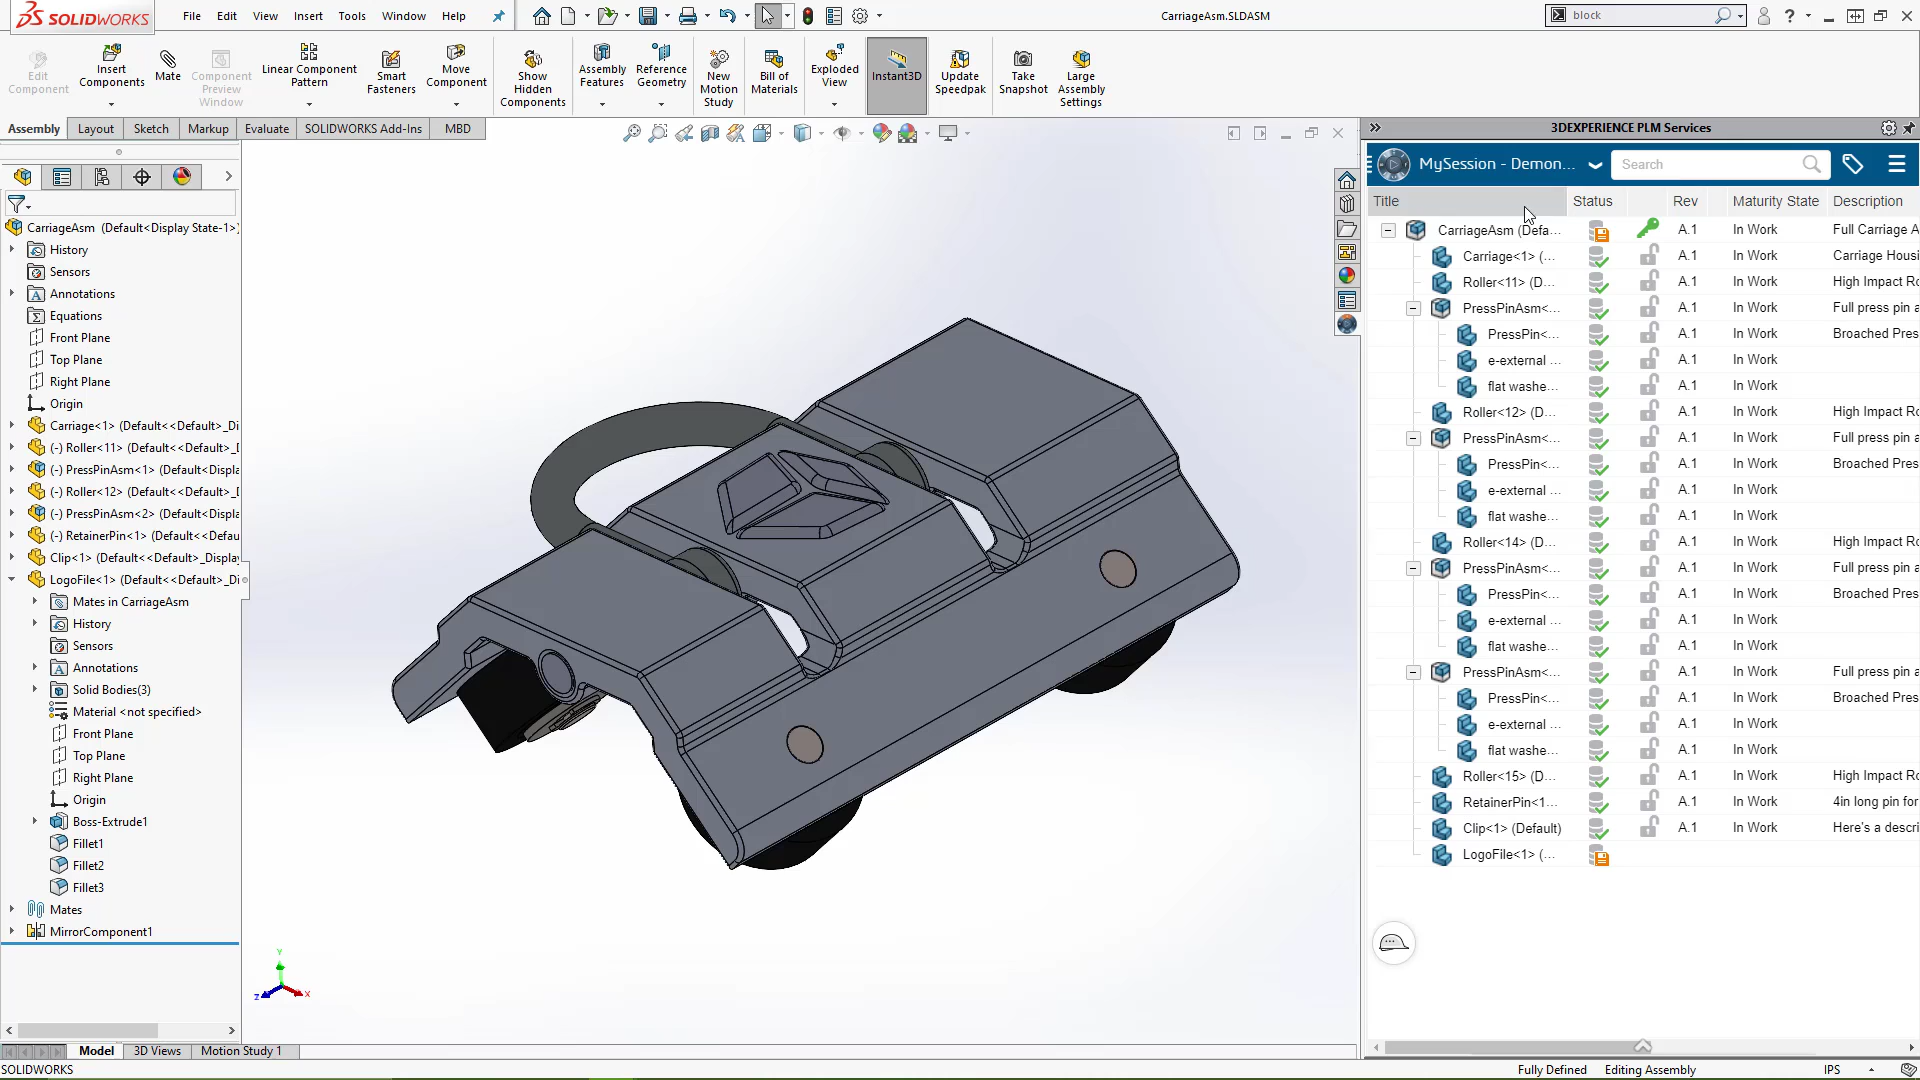 SOLIDWORKS File Edit View Insert Tools Window Help CarriageAsm.SLDASM block
Edit Component
Insert Components
Mate
Component Preview Window
Linear Component Pattern
Smart Fasteners
Move Component
Show Hidden Components
Assembly Features
Reference Geometry
New Motion Study
Bill of Materials
Exploded View
Instant3D
Update Speedpak
Take Snapshot
Large Assembly Settings
Assembly Layout Sketch Markup Evaluate SOLIDWORKS Add-Ins MBD
CarriageAsm (Default<Display State-1>)
History
Sensors
Annotations
Equations
Front Plane
Top Plane
Right Plane
Origin
Carriage<1> (Default<<Default>_Di
(-) Roller<11> (Default<<Default>_D
(-) PressPinAsm<1> (Default<Displa
(-) Roller<12> (Default<<Default>_D
(-) PressPinAsm<2> (Default<Displa
(-) RetainerPin<1> (Default<<Defau
Clip<1> (Default<<Default>_Display
LogoFile<1> (Default<<Default>_Di
Mates in CarriageAsm
History
Sensors
Annotations
Solid Bodies(3)
Material <not specified>
Front Plane
Top Plane
Right Plane
Origin
Boss-Extrude1
Fillet1
Fillet2
Fillet3
Mates
MirrorComponent1
Y
Z X
3DEXPERIENCE PLM Services
MySession - Demon... Search
Title Status Rev Maturity State Description
CarriageAsm (Defa... A.1 In Work Full Carriage A
Carriage<1> (... A.1 In Work Carriage Housi
Roller<11> (D... A.1 In Work High Impact Ro
PressPinAsm<... A.1 In Work Full press pin a
PressPin<... A.1 In Work Broached Pres
e-external ... A.1 In Work
flat washe... A.1 In Work
Roller<12> (D... A.1 In Work High Impact Ro
PressPinAsm<... A.1 In Work Full press pin a
PressPin<... A.1 In Work Broached Pres
e-external ... A.1 In Work
flat washe... A.1 In Work
Roller<14> (D... A.1 In Work High Impact Ro
PressPinAsm<... A.1 In Work Full press pin a
PressPin<... A.1 In Work Broached Pres
e-external ... A.1 In Work
flat washe... A.1 In Work
PressPinAsm<... A.1 In Work Full press pin a
PressPin<... A.1 In Work Broached Pres
e-external ... A.1 In Work
flat washe... A.1 In Work
Roller<15> (D... A.1 In Work High Impact Ro
RetainerPin<1... A.1 In Work 4in long pin for
Clip<1> (Default) A.1 In Work Here's a descri
LogoFile<1> (...
Model 3D Views Motion Study 1
SOLIDWORKS Fully Defined Editing Assembly IPS